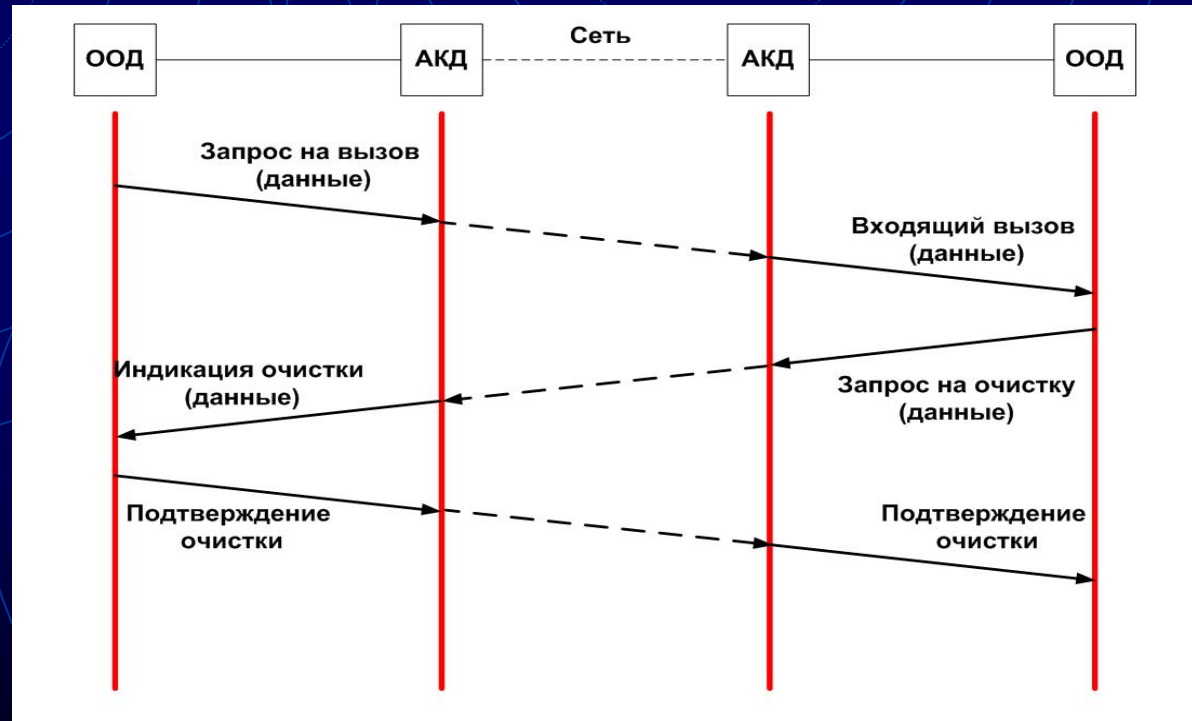 Сеть
ООД
АКД
АКД
ООД
Запрос на вызов
(данные)
Входящий вызов
(данные)
Индикация очистки
(данные)
Запрос на очистку
(данные)
Подтверждение
очистки
Подтверждение
очистки